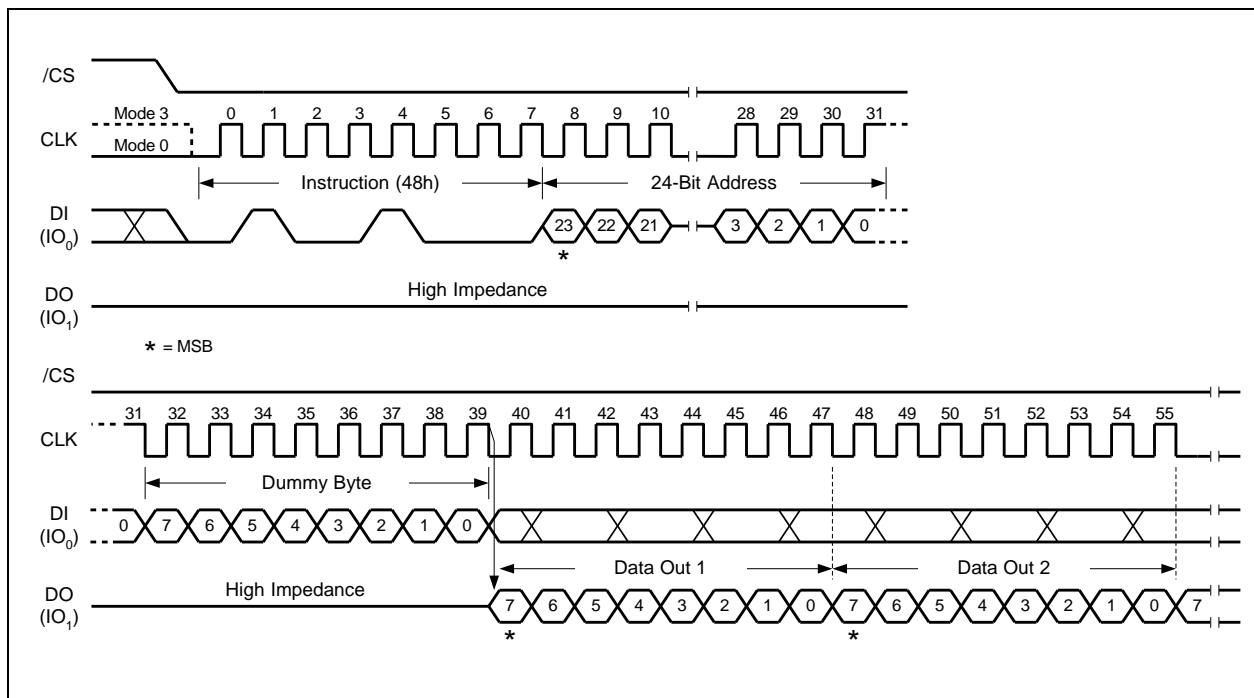 /CS
Mode 3 0 1 2 3 4 5 6 7 8 9 10 28 29 30 31
CLK
Mode 0
Instruction (48h) 24-Bit Address
DI
(IO0) 23 22 21 3 2 1 0
*
High Impedance
DO
(IO1)
* = MSB
/CS
31 32 33 34 35 36 37 38 39 40 41 42 43 44 45 46 47 48 49 50 51 52 53 54 55
CLK
Dummy Byte
DI
(IO0) 0 7 6 5 4 3 2 1 0
Data Out 1 Data Out 2
High Impedance
DO
(IO1) 7 6 5 4 3 2 1 0 7 6 5 4 3 2 1 0 7
* *